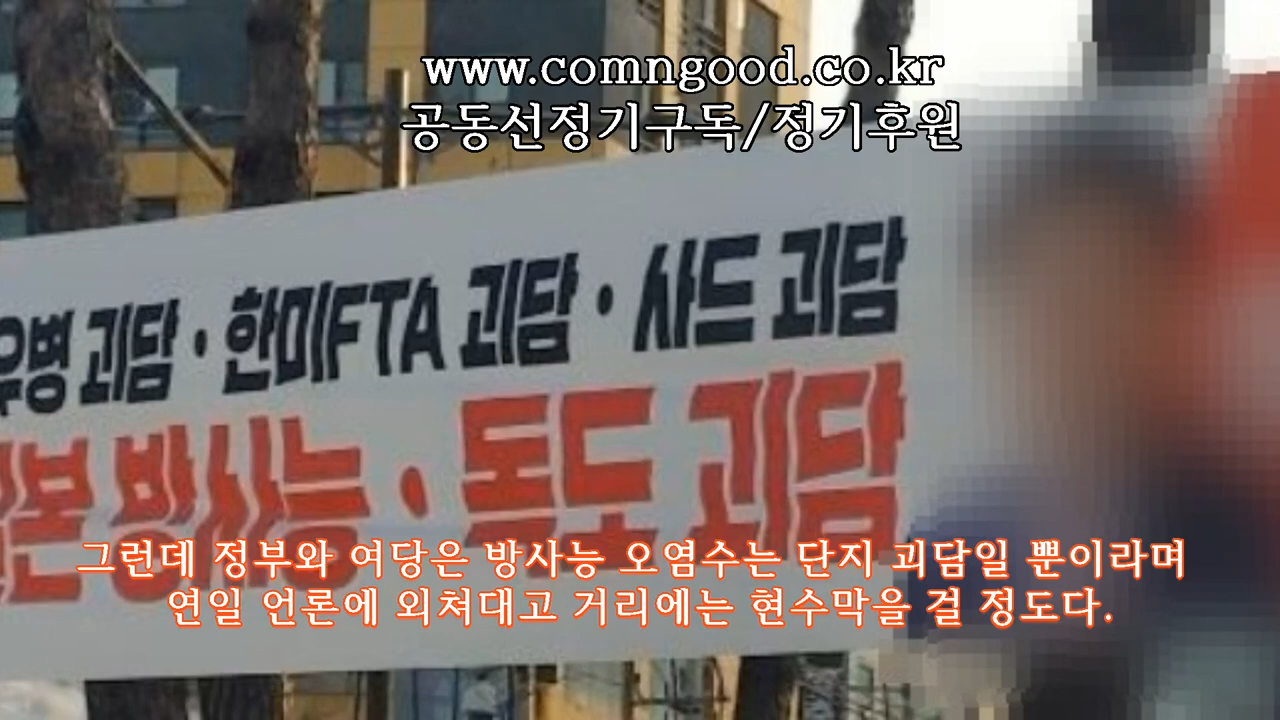 www.comngood.co.kr
공동선정기구독/정기후원
괴담·한미FTA 괴담·사드 괴담
방사능·독도 괴담
그런데 정부와 여당은 방사능 오염수는 단지 괴담일 뿐이라며
연일 언론에 외쳐대고 거리에는 현수막을 걸 정도다.